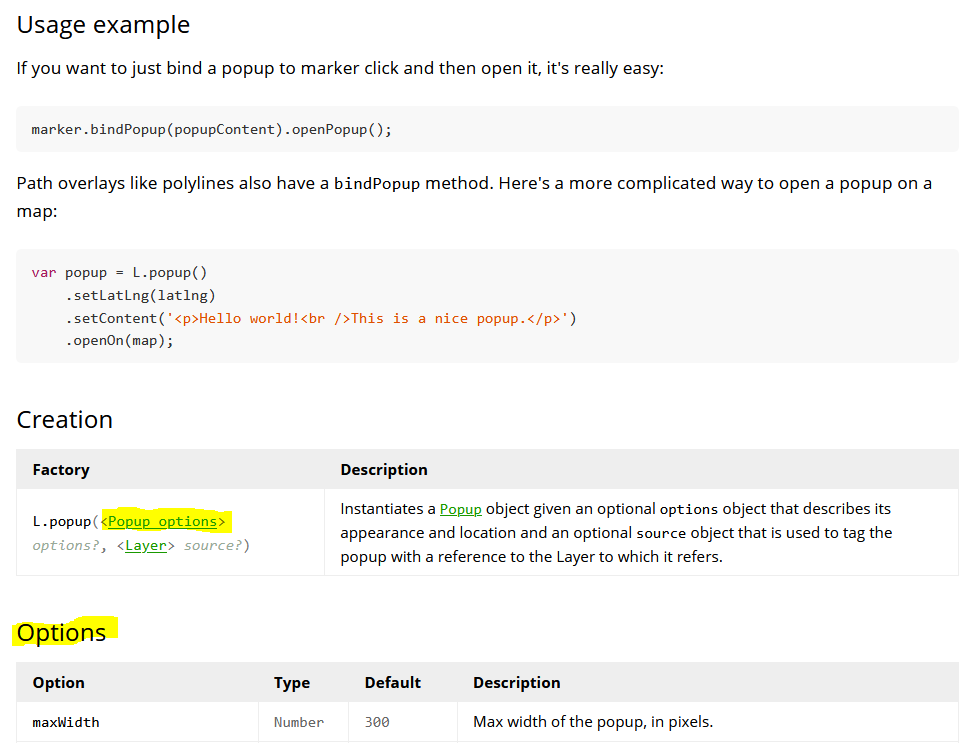 Usage example
If you want to just bind a popup to marker click and then open it, it's really easy:
marker.bindPopup(popupContent).openPopup();
Path overlays like polylines also have a bindPopup method. Here's a more complicated way to open a popup on a
map:
var popup = L.popup()
    .setLatLng(latlng)
    .setContent('<p>Hello world!<br />This is a nice popup.</p>')
    .openOn(map);
Creation
Factory Description
L.popup(<Popup options>
options?, <Layer> source?)
Instantiates a Popup object given an optional options object that describes its
appearance and location and an optional source object that is used to tag the
popup with a reference to the Layer to which it refers.
Options
Option Type Default Description
maxWidth Number 300 Max width of the popup, in pixels.